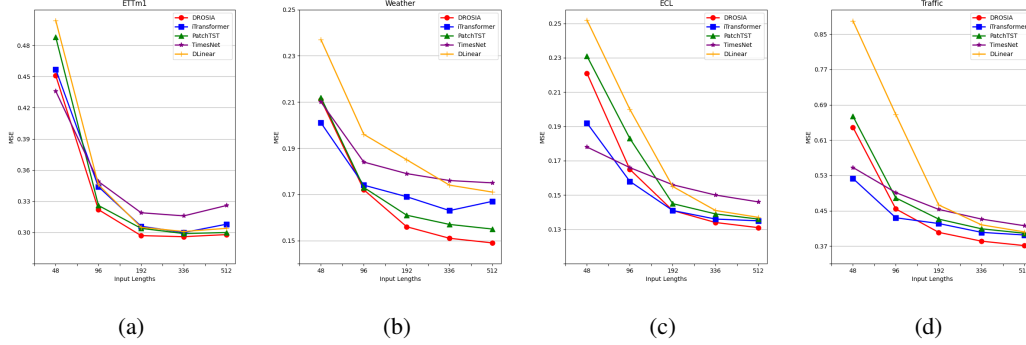 ETTm1
DROSIA
iTransformer
PatchTST
TimesNet
DLinear
MSE
0.48
0.45
0.42
0.39
0.36
0.33
0.30
48
96
192
336
512
Input Lengths
(a)
Weather
DROSIA
iTransformer
PatchTST
TimesNet
DLinear
MSE
0.25
0.23
0.21
0.19
0.17
0.15
48
96
192
336
512
Input Lengths
(b)
ECL
DROSIA
iTransformer
PatchTST
TimesNet
DLinear
MSE
0.25
0.23
0.21
0.19
0.17
0.15
0.13
48
96
192
336
512
Input Lengths
(c)
Traffic
DROSIA
iTransformer
PatchTST
TimesNet
DLinear
MSE
0.85
0.77
0.69
0.61
0.53
0.45
0.37
48
96
192
336
512
Input Lengths
(d)